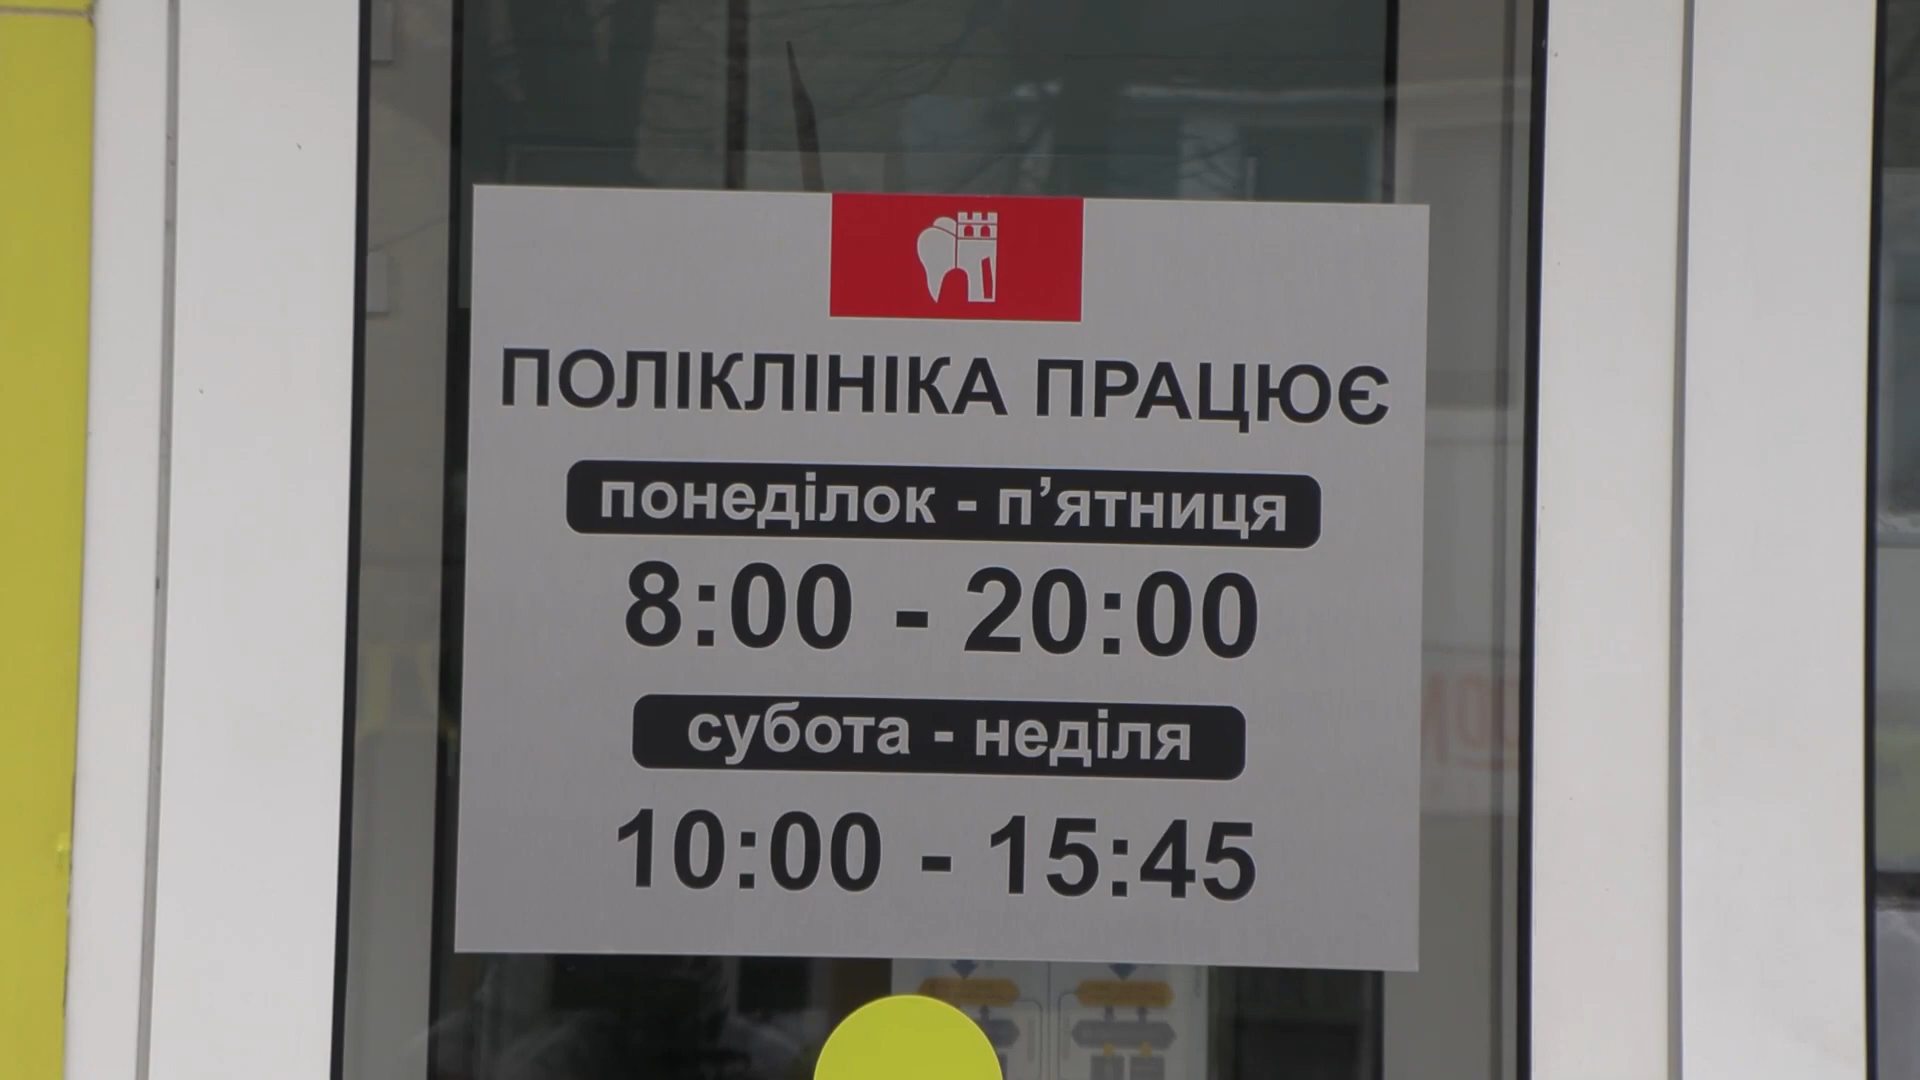 ПОЛІКЛІНІКА ПРАЦЮЄ
понеділок - п’ятниця
8:00 - 20:00
субота - неділя
10:00 - 15:45